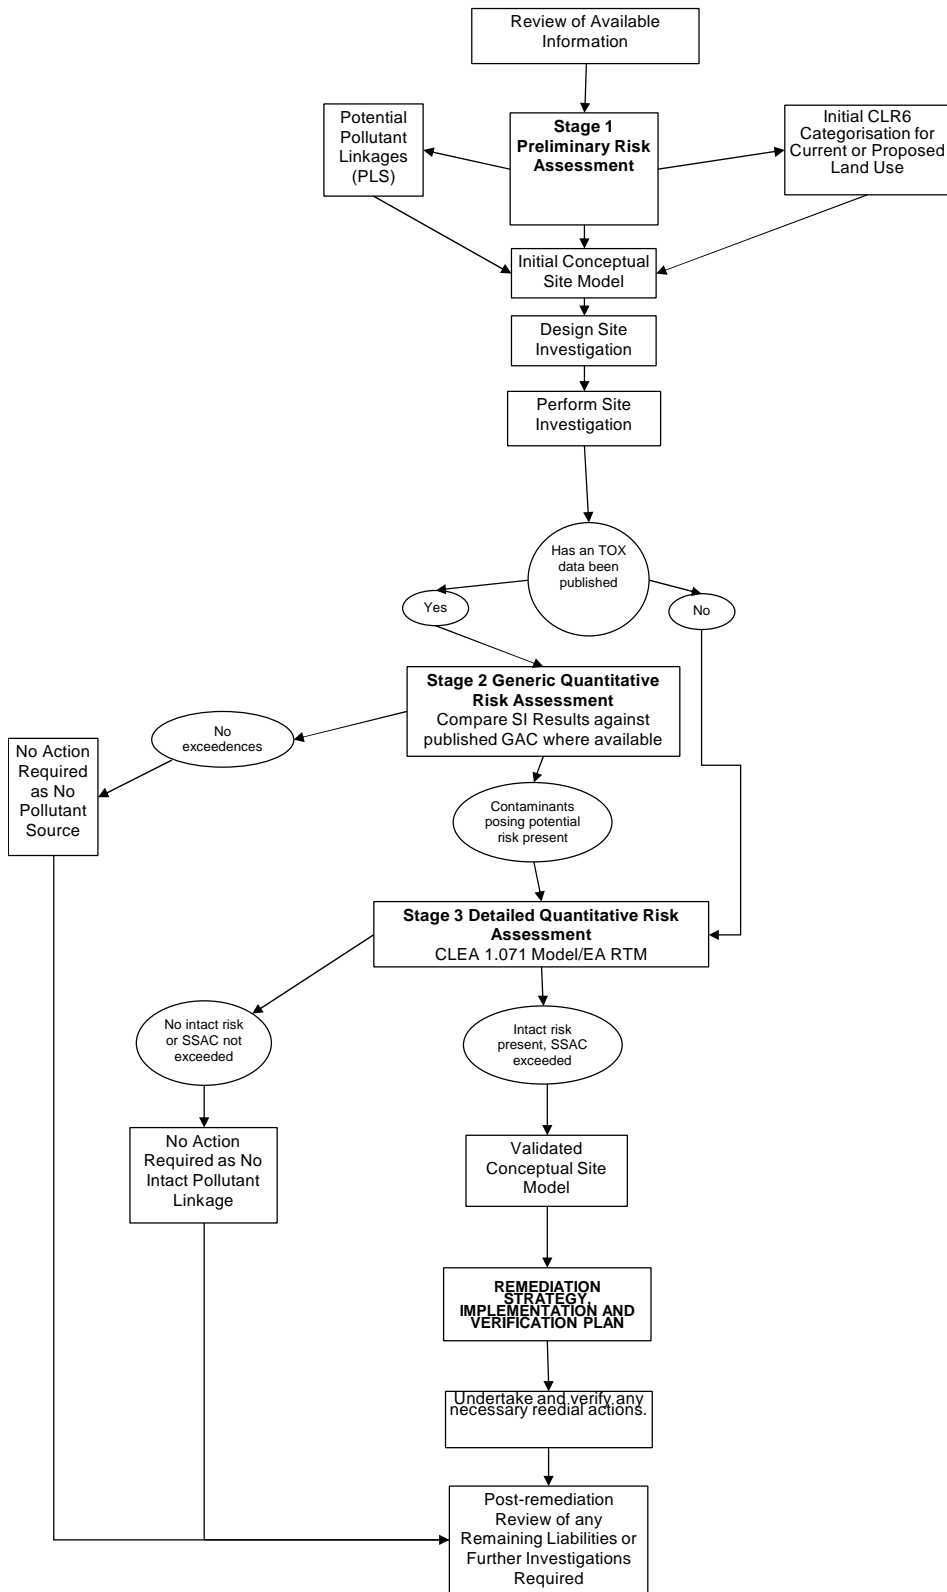 Review of Available
Information
Potential
Pollutant
Linkages
(PLS)
Stage 1
Preliminary Risk
Assessment
Initial CLR6
Categorisation for
Current or Proposed
Land Use
Initial Conceptual
Site Model
Design Site
Investigation
Perform Site
Investigation
Has an TOX
data been
published
Yes
No
Stage 2 Generic Quantitative
Risk Assessment
Compare SI Results against
published GAC where available
No
exceedences
No Action
Required
as No
Pollutant
Source
Contaminants
posing potential
risk present
Stage 3 Detailed Quantitative Risk
Assessment
CLEA 1.071 Model/EA RTM
No intact risk
or SSAC not
exceeded
Intact risk
present, SSAC
exceeded
No Action
Required as No
Intact Pollutant
Linkage
Validated
Conceptual Site
Model
REMEDIATION
STRATEGY,
IMPLEMENTATION AND
VERIFICATION PLAN
Undertake and verify any
necessary reedial actions.
Post-remediation
Review of any
Remaining Liabilities or
Further Investigations
Required